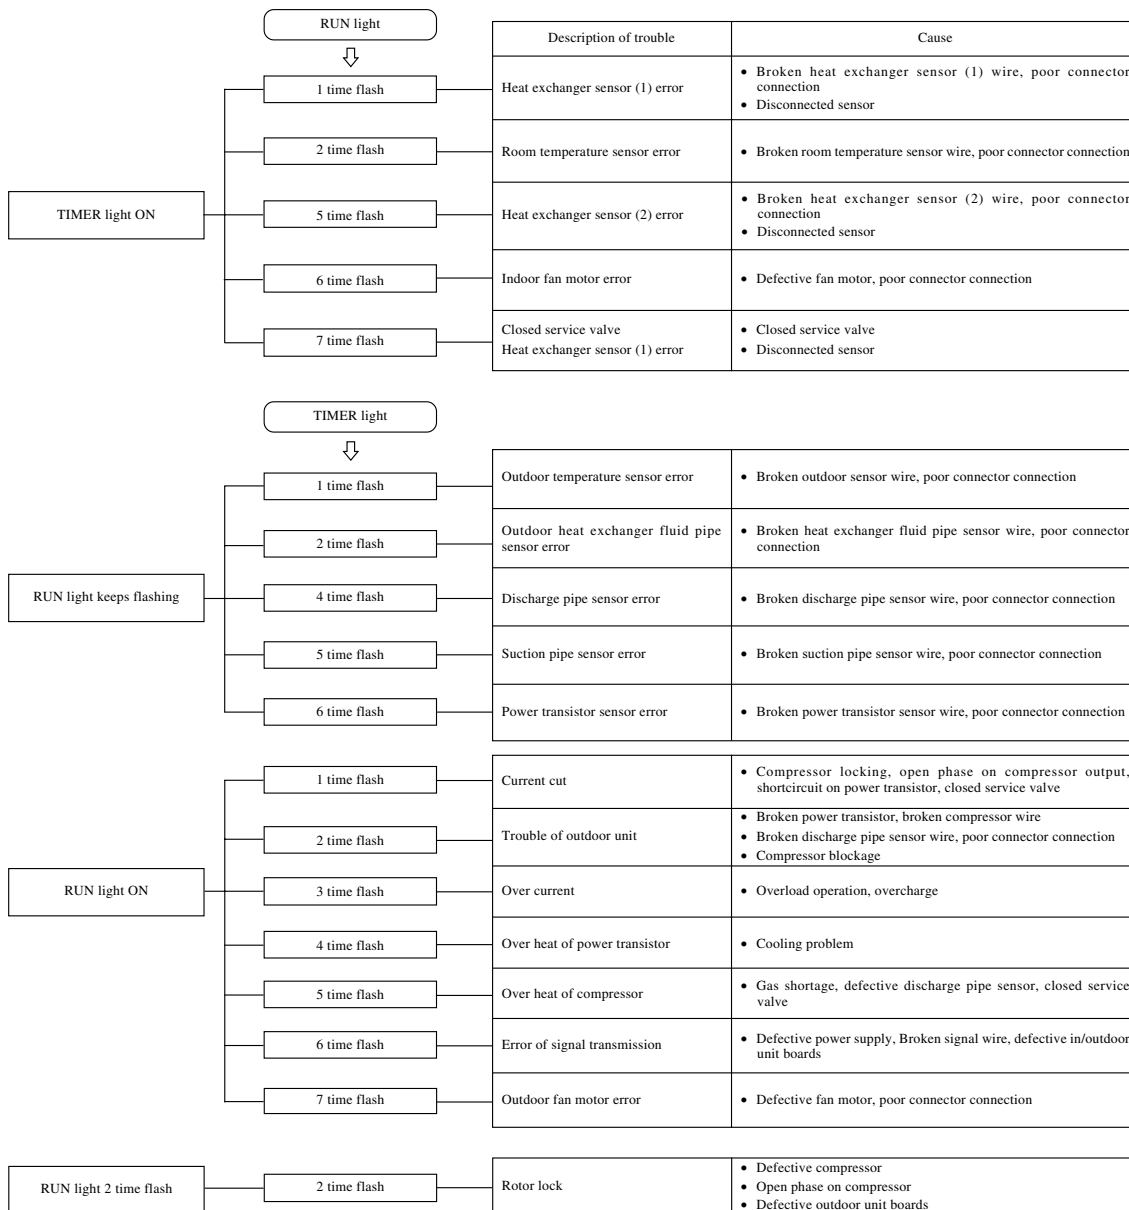 RUN light
Description of trouble
Cause
TIMER light ON
1 time flash
Heat exchanger sensor (1) error
• Broken heat exchanger sensor (1) wire, poor connector
connection
• Disconnected sensor
2 time flash
Room temperature sensor error
• Broken room temperature sensor wire, poor connector connection
5 time flash
Heat exchanger sensor (2) error
• Broken heat exchanger sensor (2) wire, poor connector
connection
• Disconnected sensor
6 time flash
Indoor fan motor error
• Defective fan motor, poor connector connection
7 time flash
Closed service valve
Heat exchanger sensor (1) error
• Closed service valve
• Disconnected sensor
TIMER light
RUN light keeps flashing
1 time flash
Outdoor temperature sensor error
• Broken outdoor sensor wire, poor connector connection
2 time flash
Outdoor heat exchanger fluid pipe
sensor error
• Broken heat exchanger fluid pipe sensor wire, poor connector
connection
4 time flash
Discharge pipe sensor error
• Broken discharge pipe sensor wire, poor connector connection
5 time flash
Suction pipe sensor error
• Broken suction pipe sensor wire, poor connector connection
6 time flash
Power transistor sensor error
• Broken power transistor sensor wire, poor connector connection
RUN light ON
1 time flash
Current cut
• Compressor locking, open phase on compressor output,
shortcircuit on power transistor, closed service valve
2 time flash
Trouble of outdoor unit
• Broken power transistor, broken compressor wire
• Broken discharge pipe sensor wire, poor connector connection
• Compressor blockage
3 time flash
Over current
• Overload operation, overcharge
4 time flash
Over heat of power transistor
• Cooling problem
5 time flash
Over heat of compressor
• Gas shortage, defective discharge pipe sensor, closed service
valve
6 time flash
Error of signal transmission
• Defective power supply, Broken signal wire, defective in/outdoor
unit boards
7 time flash
Outdoor fan motor error
• Defective fan motor, poor connector connection
RUN light 2 time flash
2 time flash
Rotor lock
• Defective compressor
• Open phase on compressor
• Defective outdoor unit boards